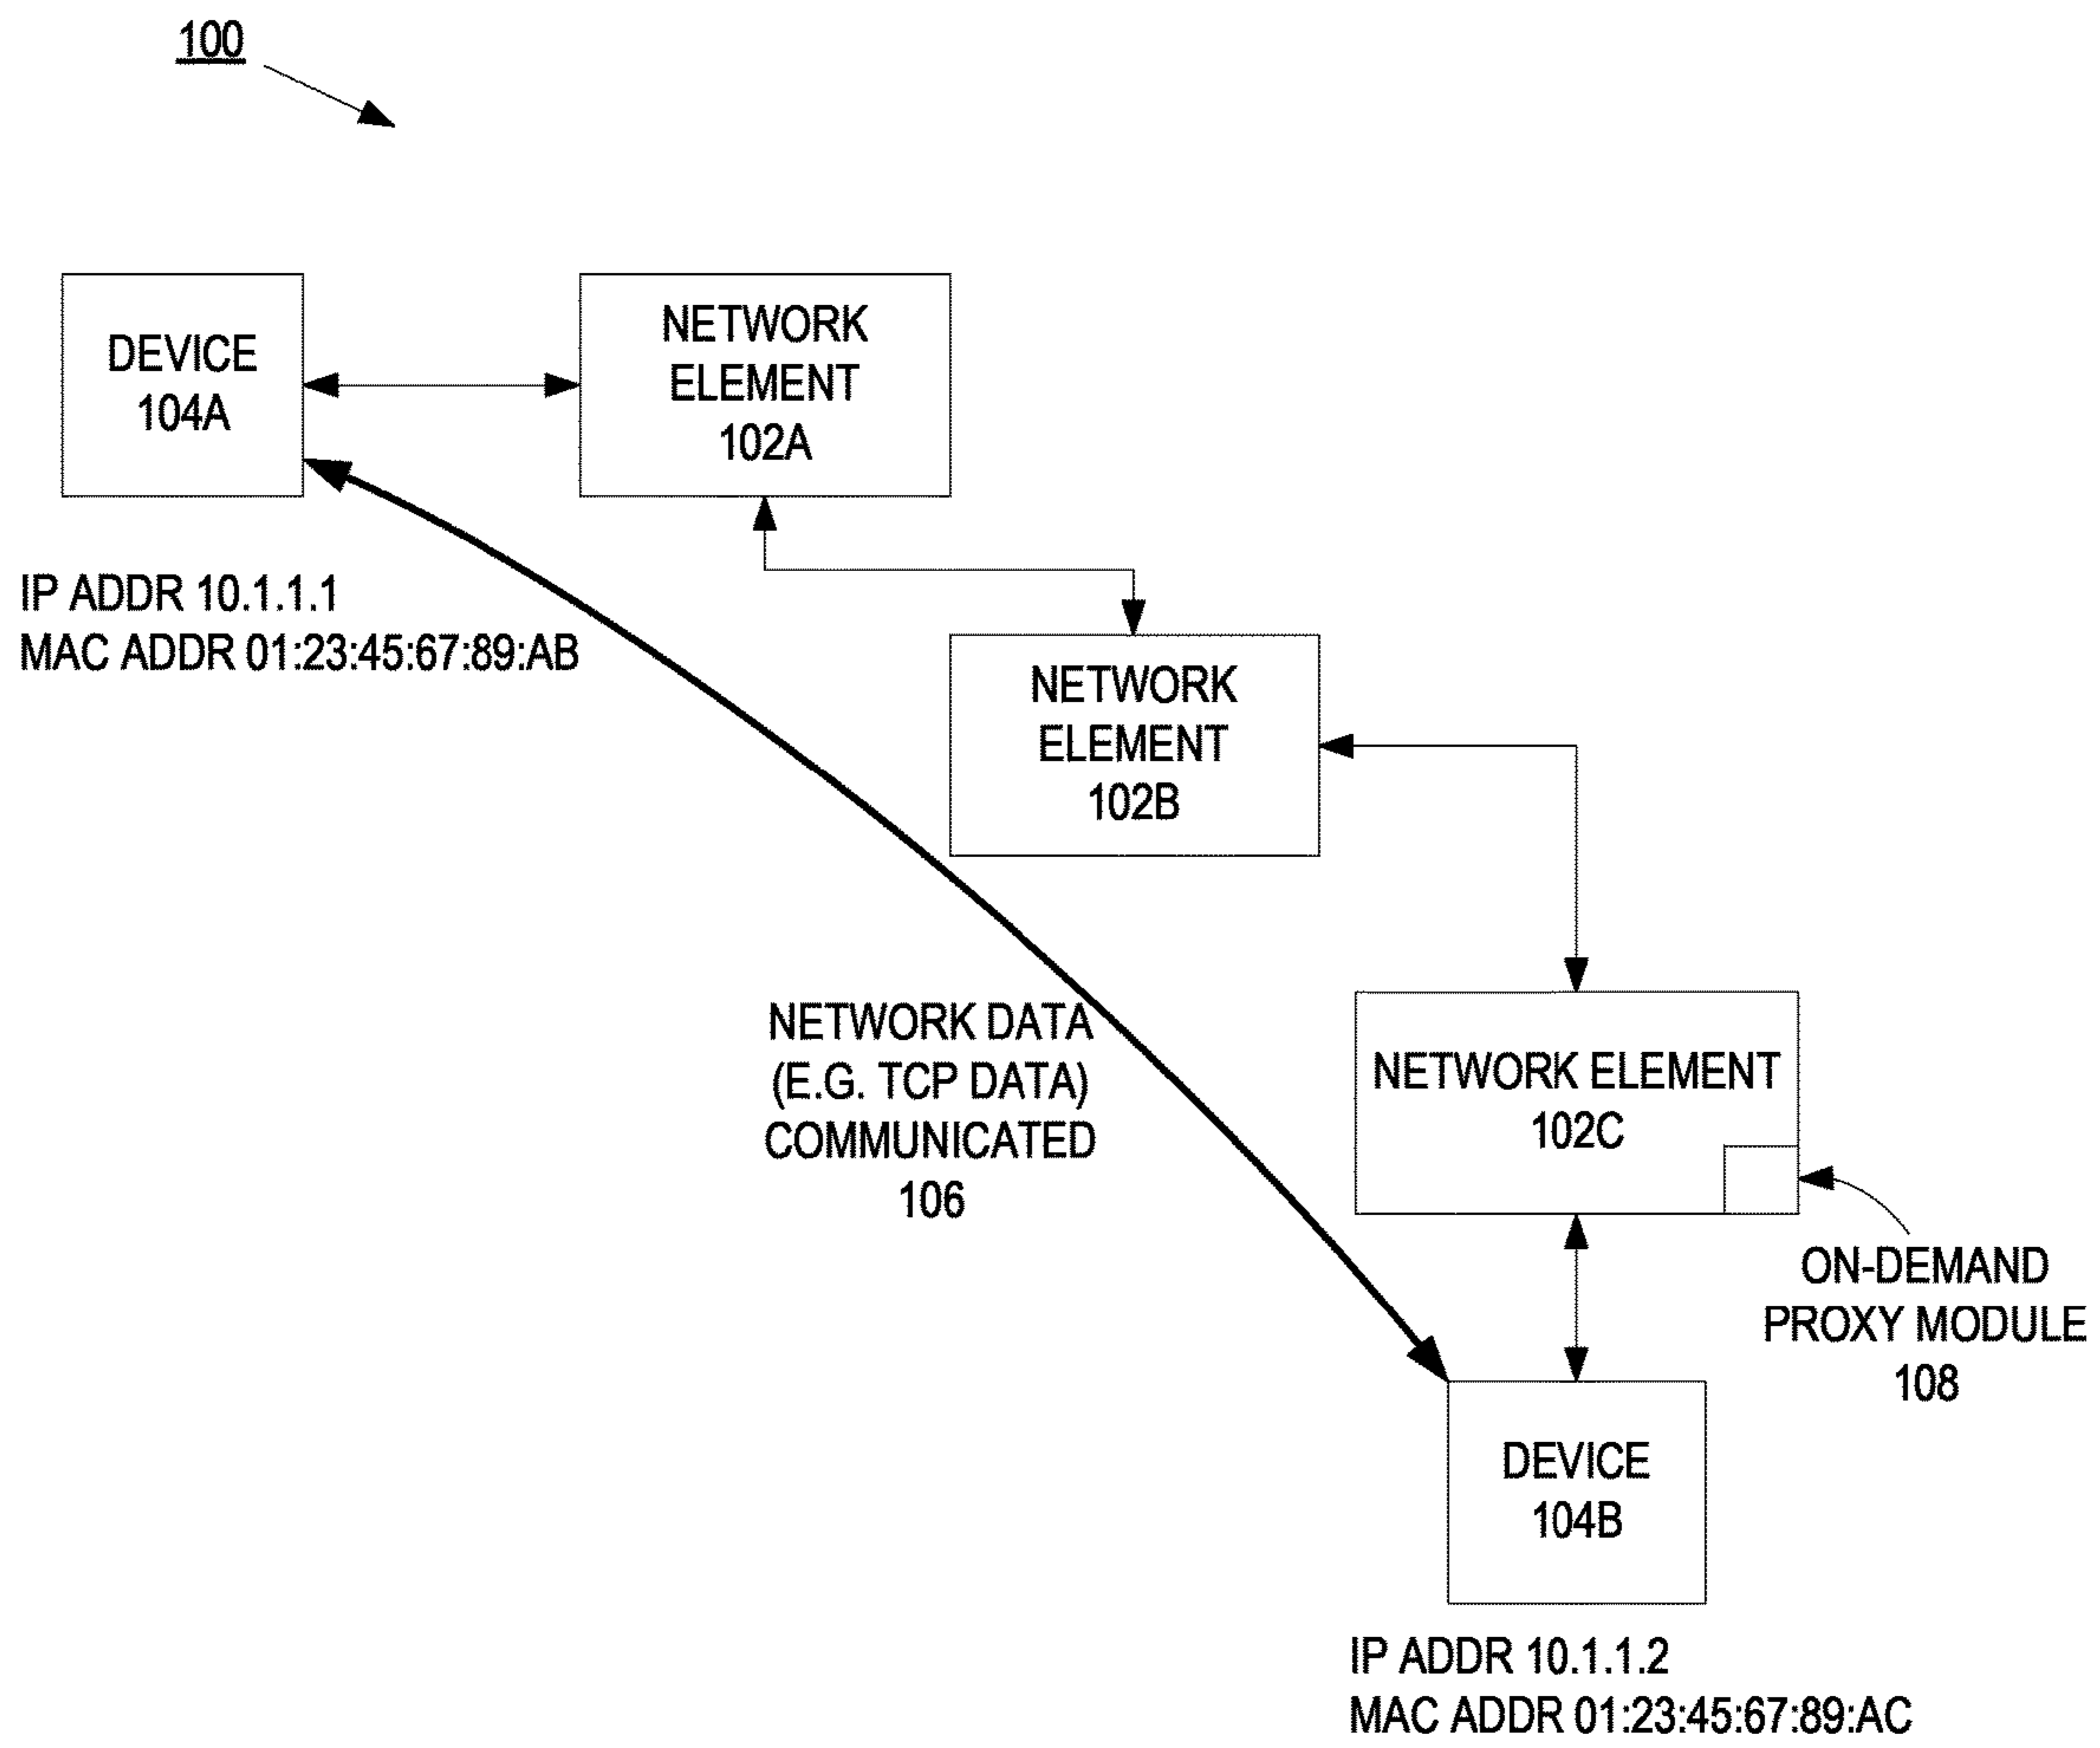 100
DEVICE
104A
NETWORK
ELEMENT
102A
IP ADDR 10.1.1.1
MAC ADDR 01:23:45:67:89:AB
NETWORK
ELEMENT
102B
NETWORK DATA
(E.G. TCP DATA)
COMMUNICATED
106
NETWORK ELEMENT
102C
ON-DEMAND
PROXY MODULE
108
DEVICE
104B
IP ADDR 10.1.1.2
MAC ADDR 01:23:45:67:89:AC